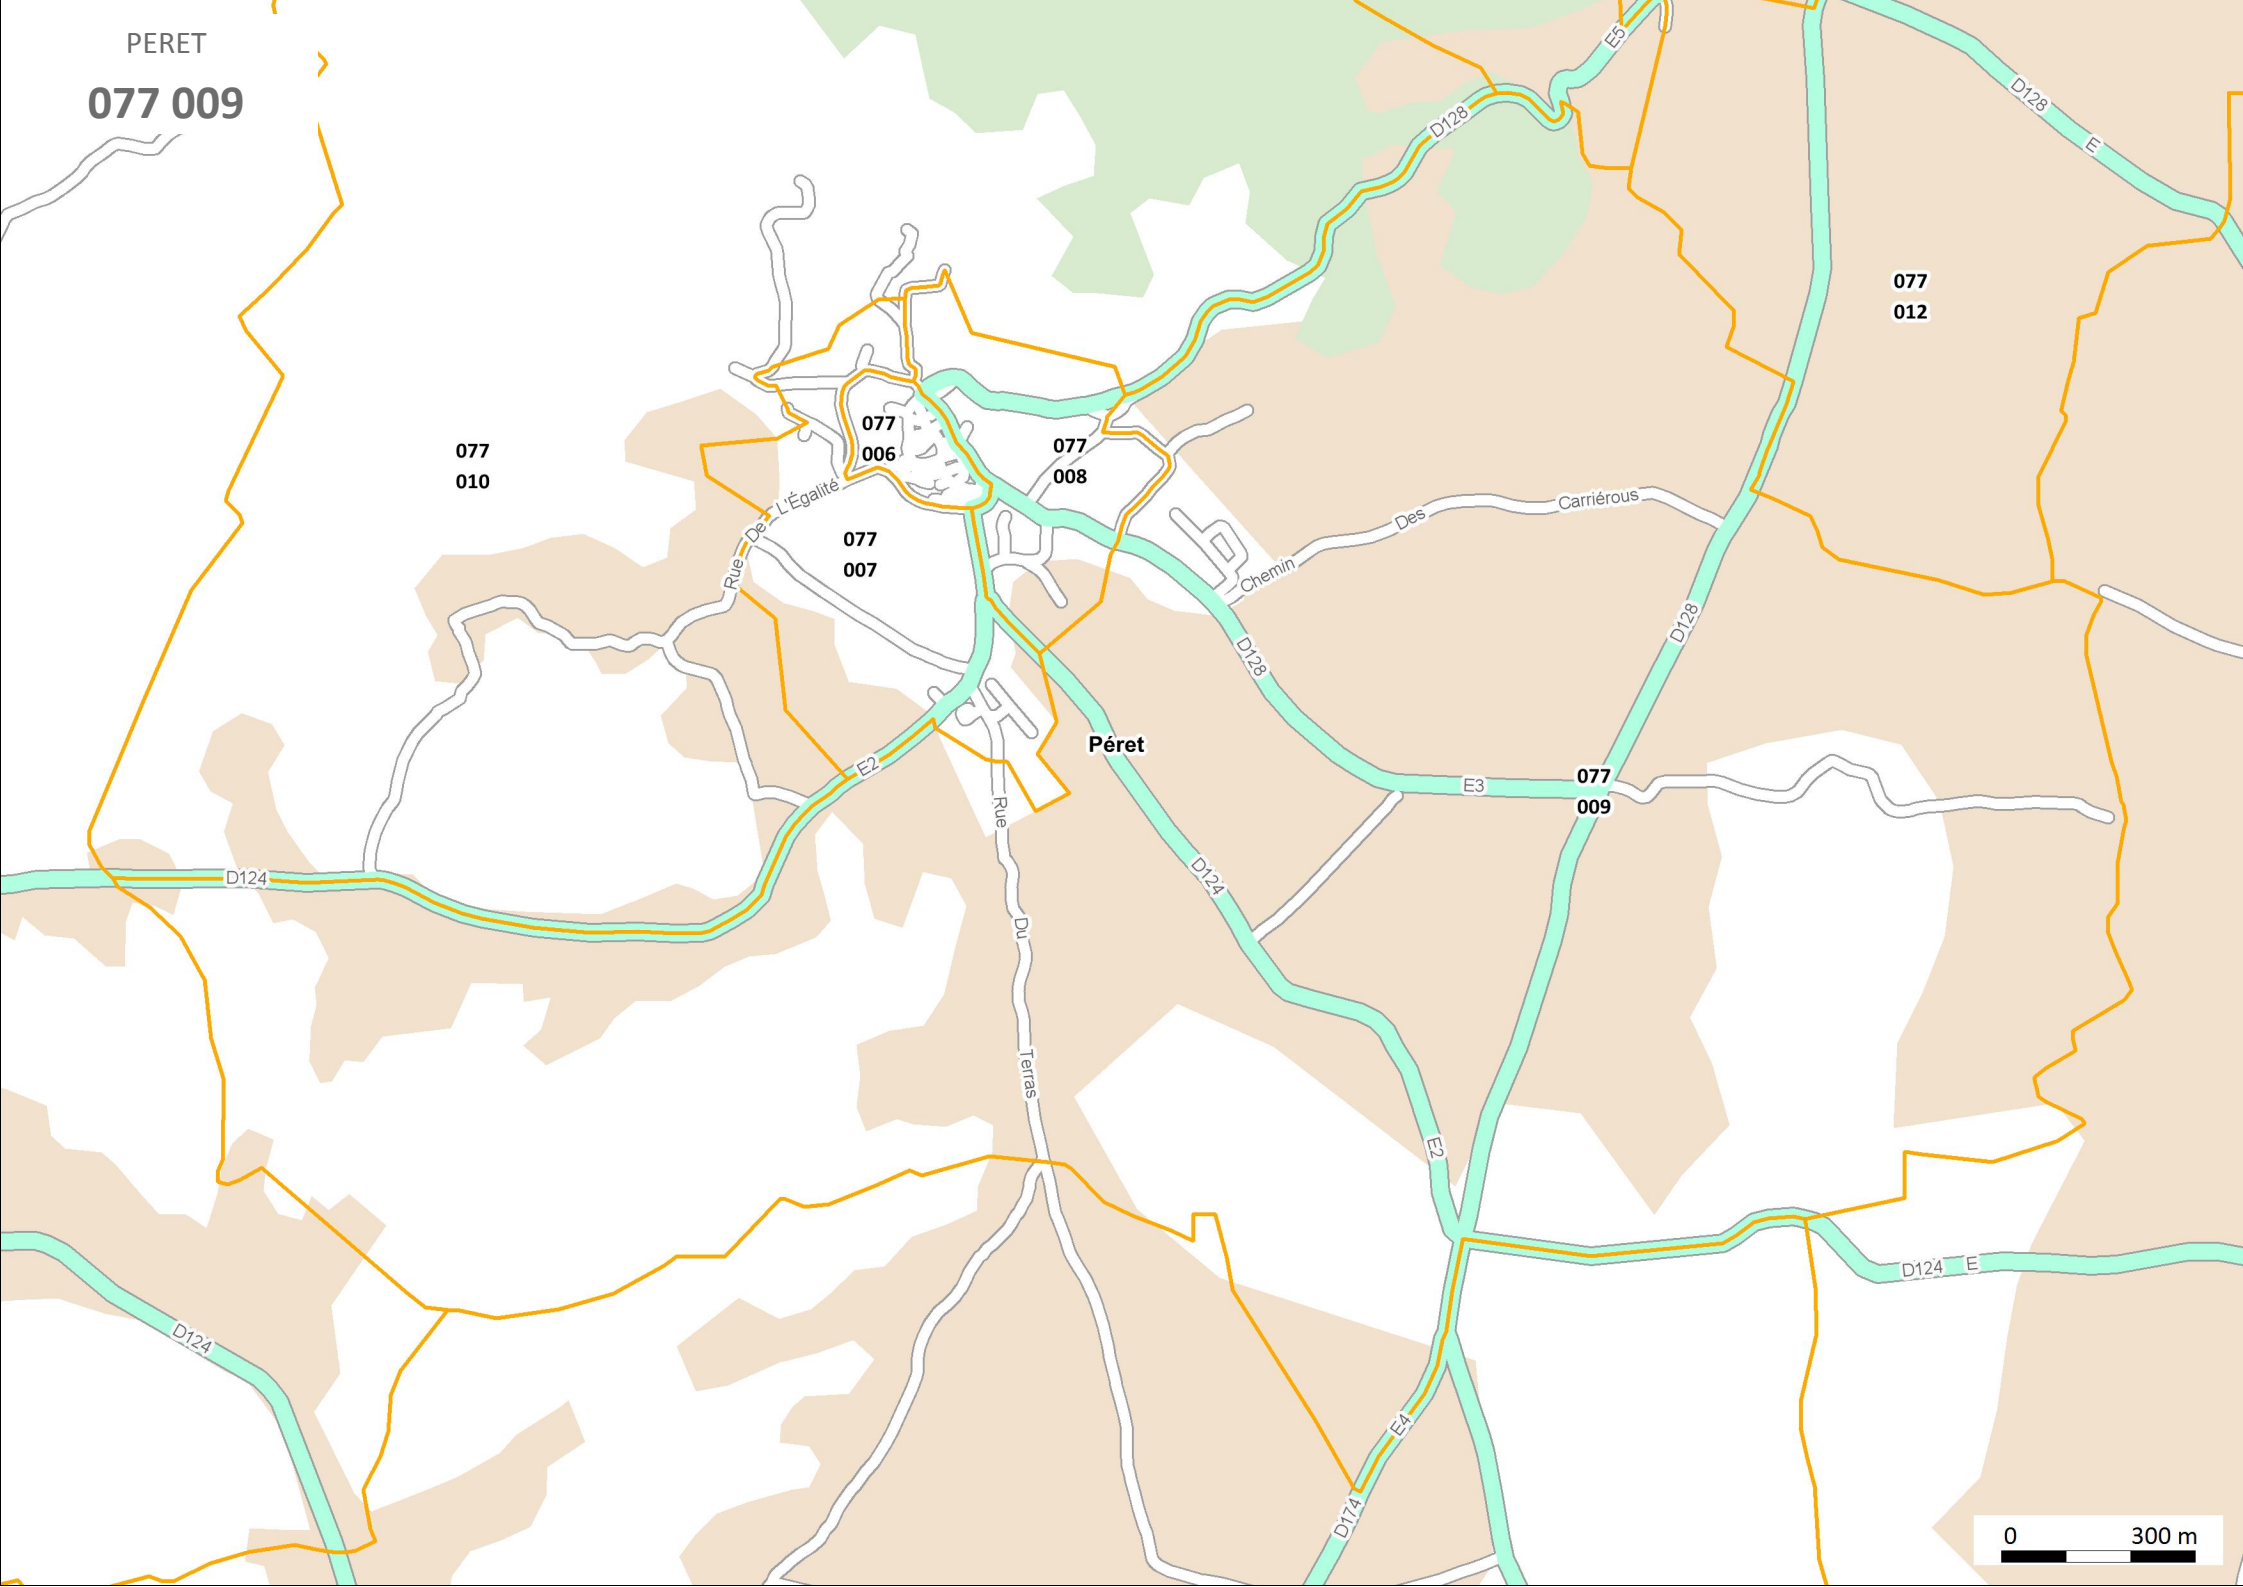 PERET
077 009
E5
D128
D128
E
077
012
077
006
077
008
077
010
Rue De L'Égalité
077
007
Chemin Des Carriérous
D128
D128
Péret
E2
E3
077
009
Rue Du Terras
D124
D124
E2
D124
D124 E
E4
D174
0 300 m